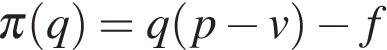 π(q) = q(p − v) − f